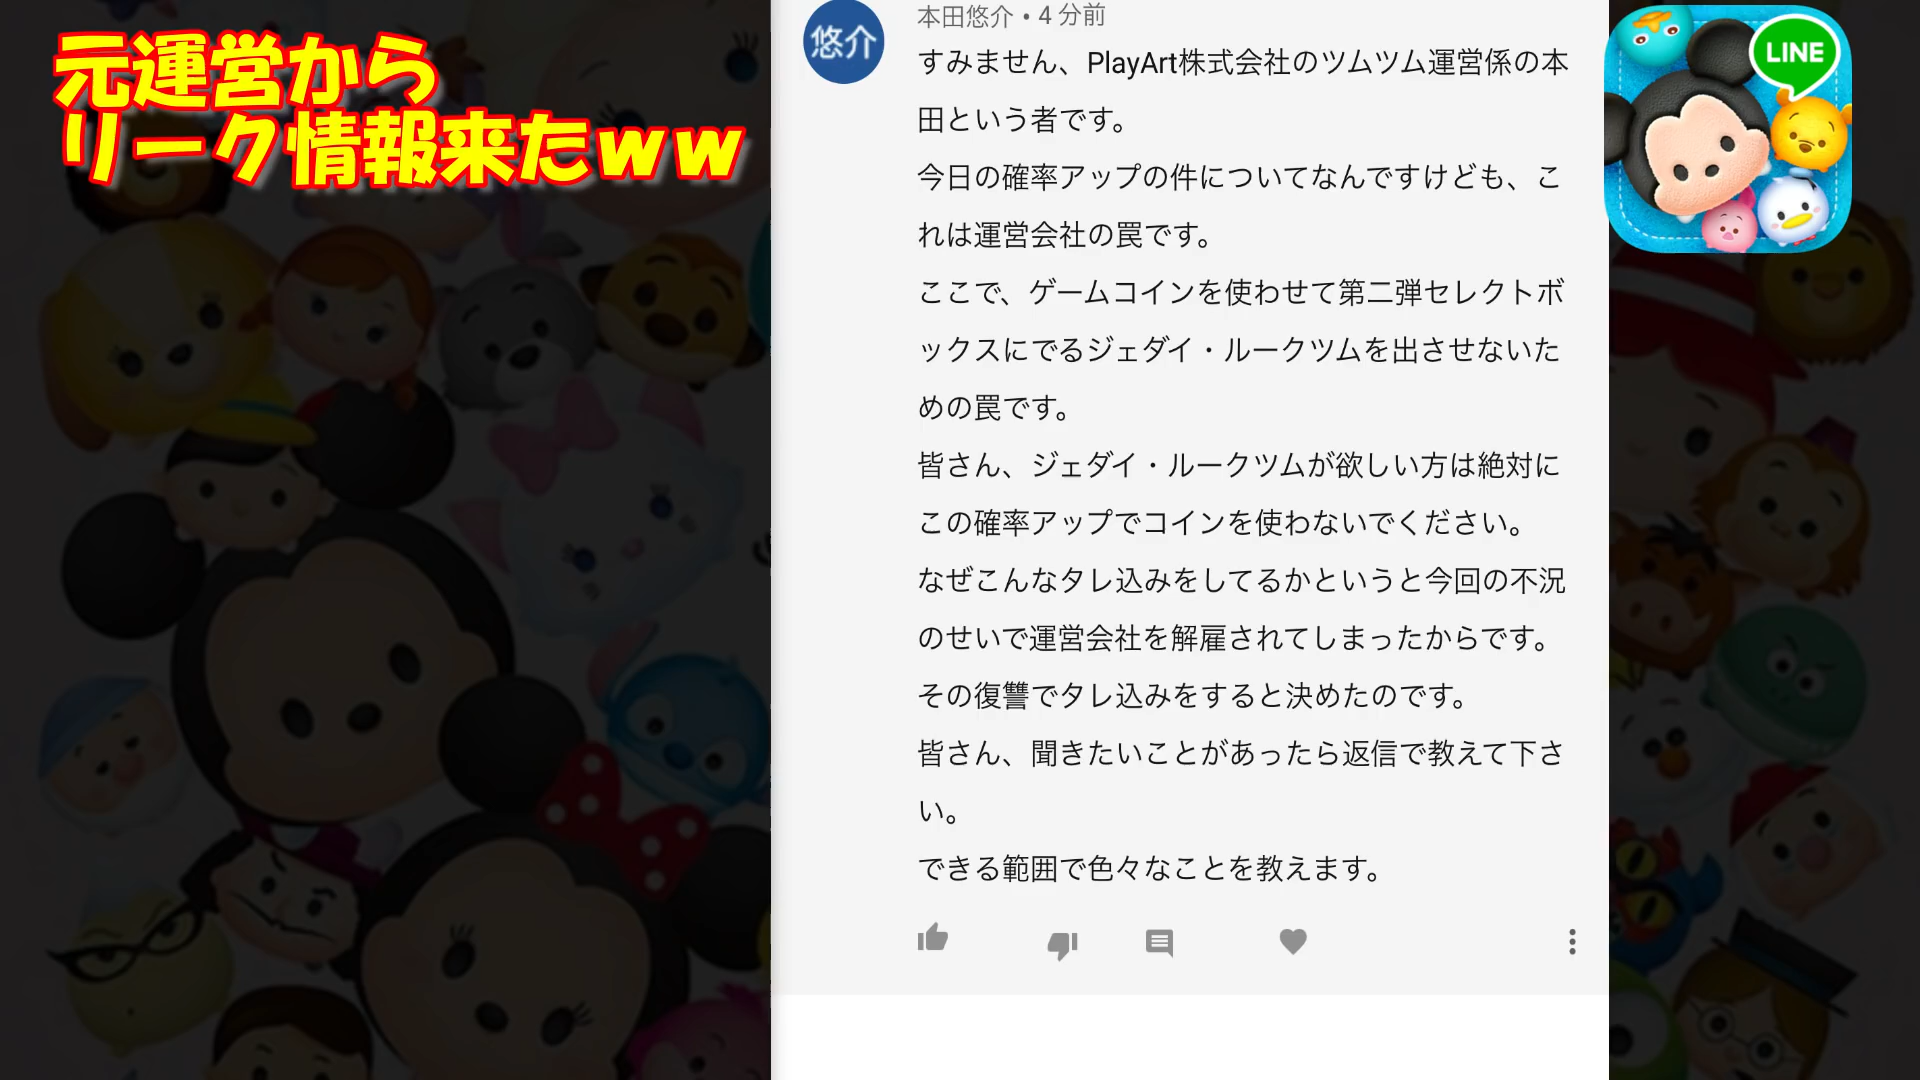 元運営から
リーク情報来たｗｗ
悠介
本田悠介 • 4 分前
すみません、PlayArt株式会社のツムツム運営係の本
田という者です。
今日の確率アップの件についてなんですけども、こ
れは運営会社の罠です。
ここで、ゲームコインを使わせて第二弾セレクトボ
ックスにでるジェダイ・ルークツムを出させないた
めの罠です。
皆さん、ジェダイ・ルークツムが欲しい方は絶対に
この確率アップでコインを使わないでください。
なぜこんなタレ込みをしてるかというと今回の不況
のせいで運営会社を解雇されてしまったからです。
その復讐でタレ込みをすると決めたのです。
皆さん、聞きたいことがあったら返信で教えて下さ
い。
できる範囲で色々なことを教えます。
LINE